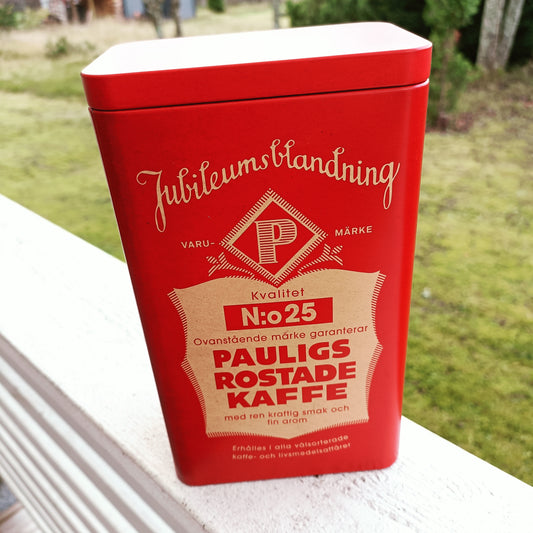 Jubileumsblandning
VARU- P MÄRKE
Kvalitet
N:o 25
Ovanstående märke garanterar
PAULIGS
ROSTADE
KAFFE
med ren kraftig smak och
fin arom
Erhålles i alla välsorterade
kaffe- och livsmedelsaffärer